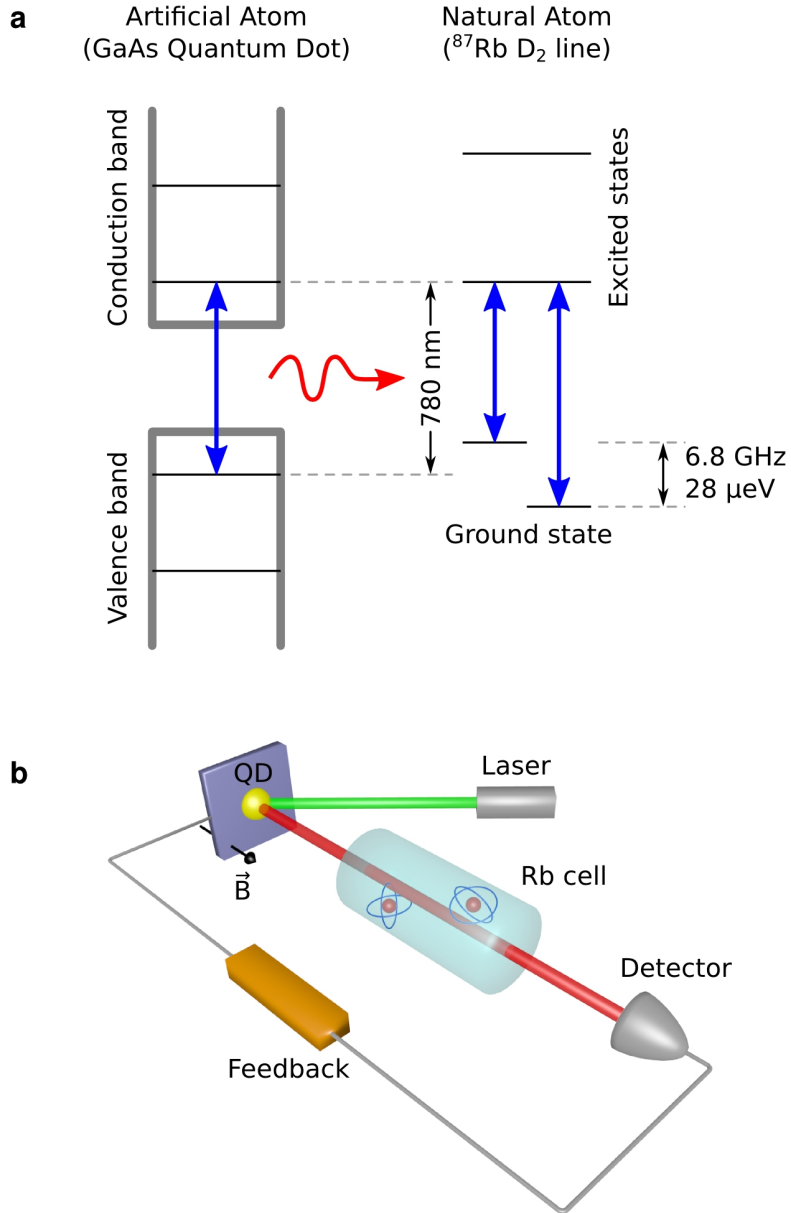 a
Artificial Atom
(GaAs Quantum Dot)
Natural Atom
(⁸⁷Rb D₂ line)
Conduction band
Valence band
780 nm
Excited states
6.8 GHz
28 μeV
Ground state
b
QD
Laser
B⃗
Rb cell
Detector
Feedback